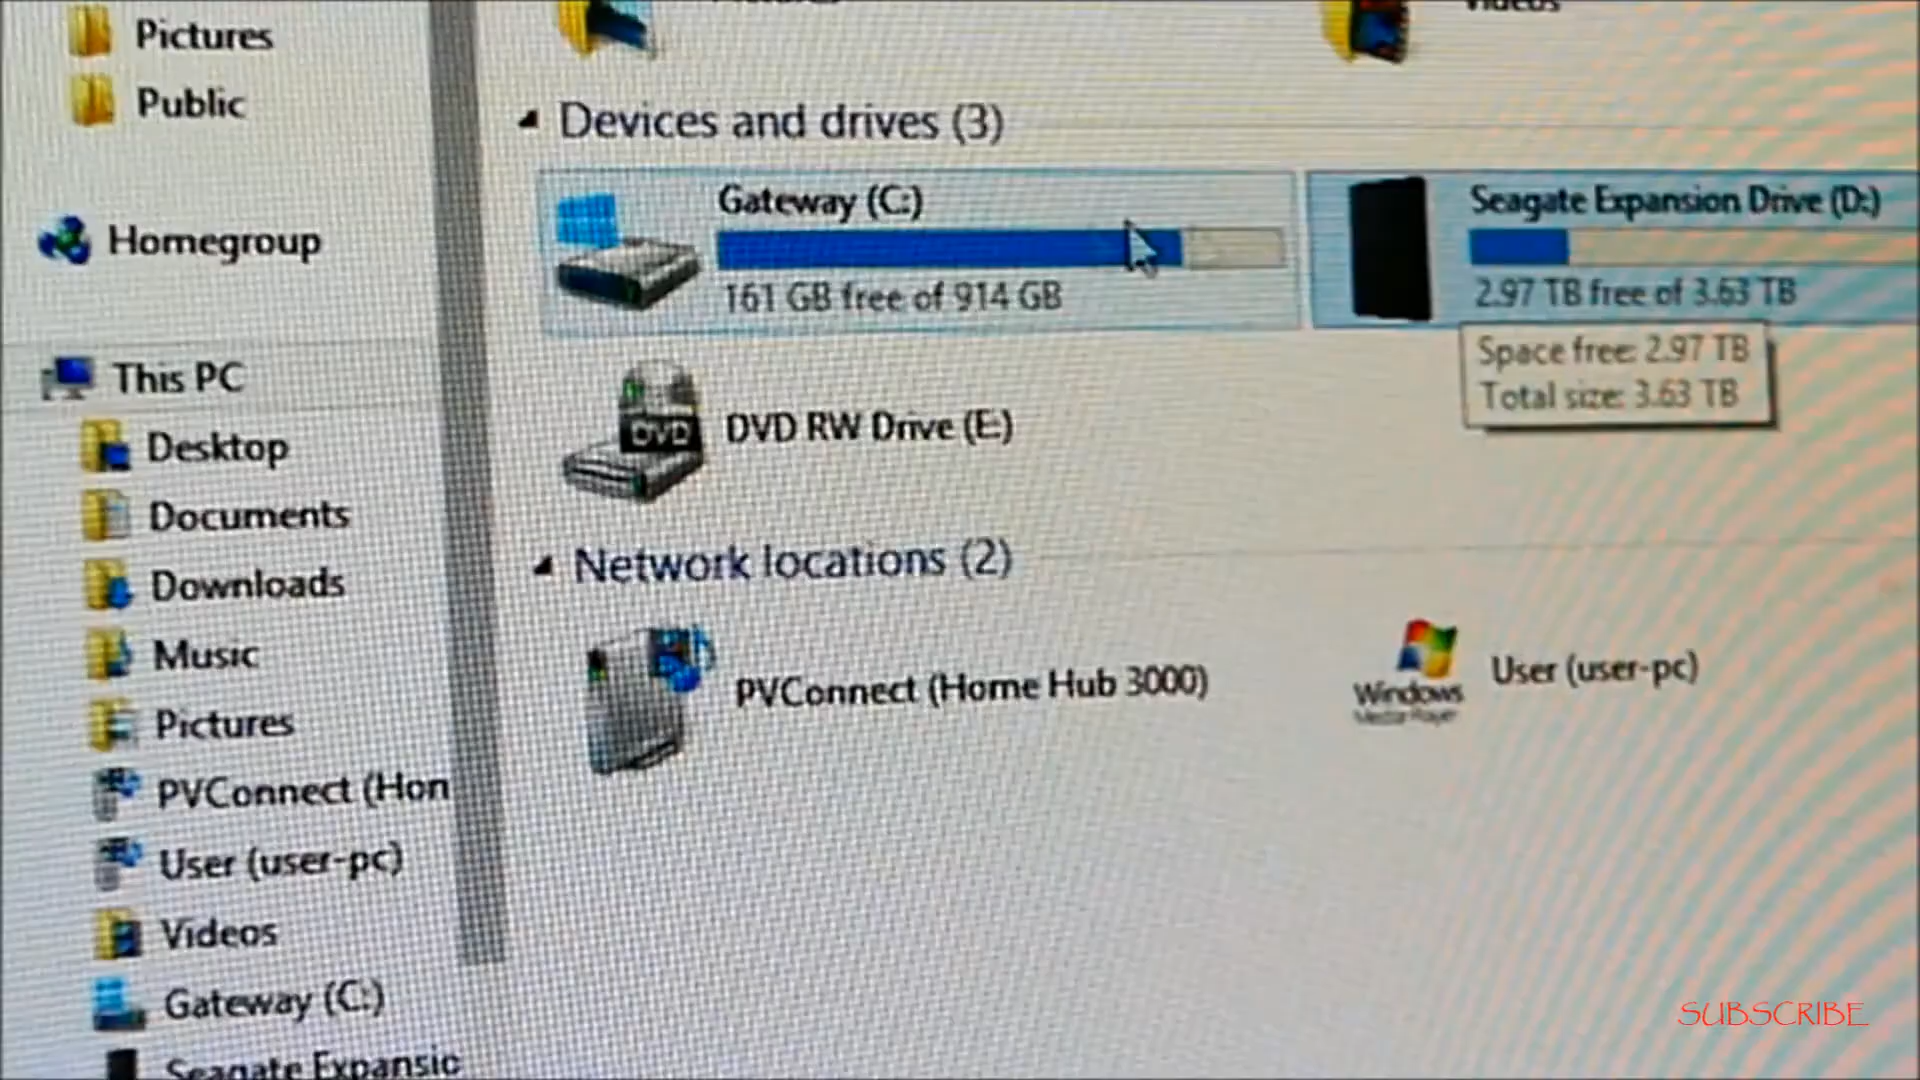 Pictures
Public
Homegroup
This PC
Desktop
Documents
Downloads
Music
Pictures
PVConnect (Hon
User (user-pc)
Videos
Gateway (C:)
Seagate Expansic
Videos
Devices and drives (3)
Gateway (C:)
161 GB free of 914 GB
Seagate Expansion Drive (D:)
2.97 TB free of 3.63 TB
Space free: 2.97 TB
Total size: 3.63 TB
DVD
DVD RW Drive (E:)
Network locations (2)
PVConnect (Home Hub 3000)
Windows
Media Player
User (user-pc)
SUBSCRIBE